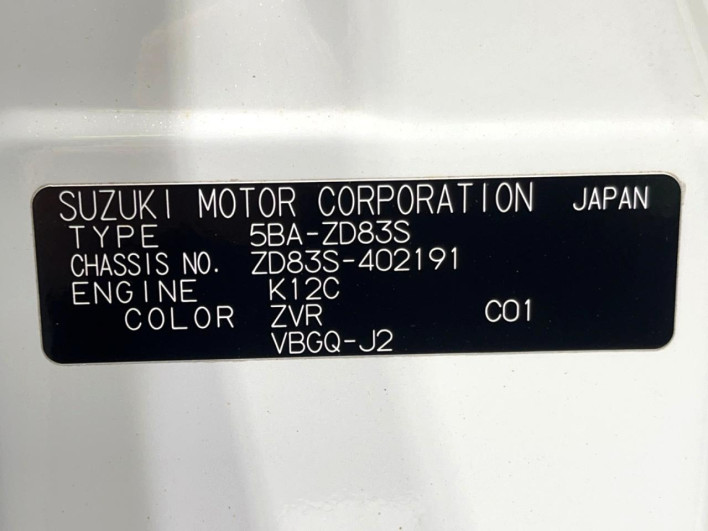 SUZUKI MOTOR CORPORATION JAPAN
TYPE 5BA-ZD83S
CHASSIS NO. ZD83S-402191
ENGINE K12C
COLOR ZVR C01
VBGQ-J2